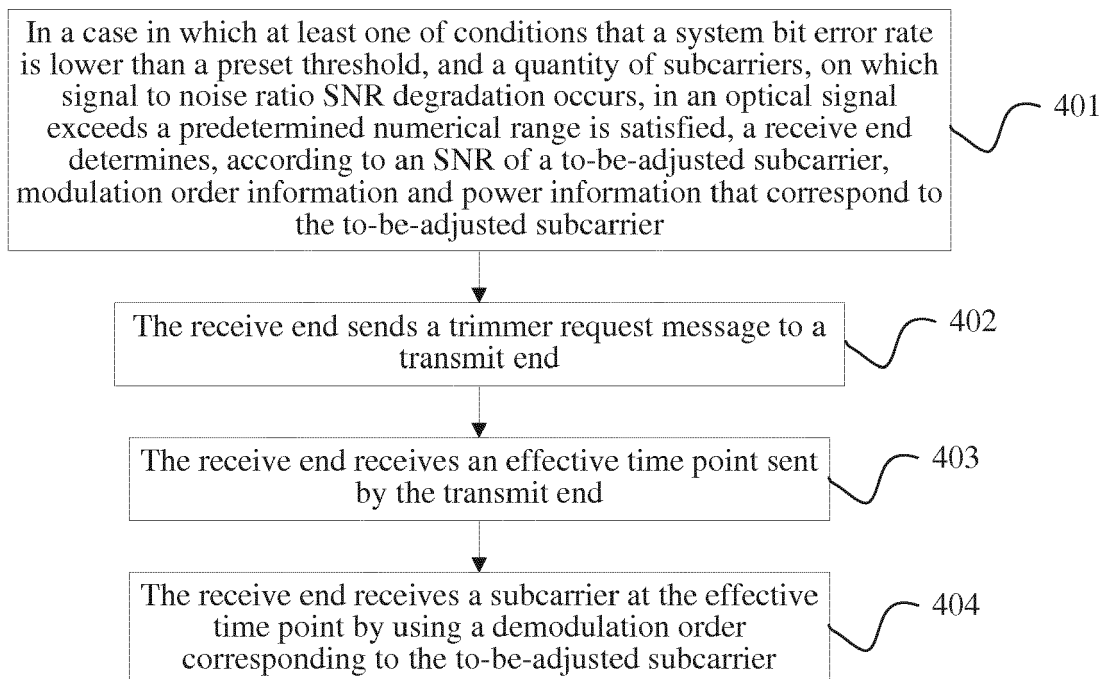 In a case in which at least one of conditions that a system bit error rate
is lower than a preset threshold, and a quantity of subcarriers, on which
signal to noise ratio SNR degradation occurs, in an optical signal
exceeds a predetermined numerical range is satisfied, a receive end
determines, according to an SNR of a to-be-adjusted subcarrier,
modulation order information and power information that correspond to
the to-be-adjusted subcarrier
401
The receive end sends a trimmer request message to a
transmit end
402
The receive end receives an effective time point sent
by the transmit end
403
The receive end receives a subcarrier at the effective
time point by using a demodulation order
corresponding to the to-be-adjusted subcarrier
404